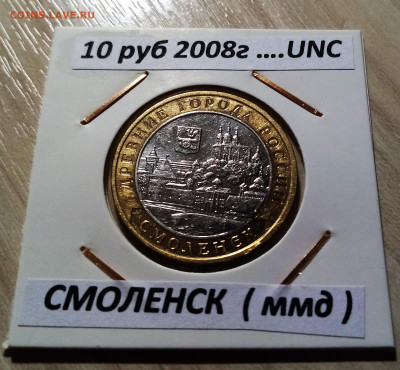 COINS.LAVE.RU
10 руб 2008г ....UNC
ДРЕВНИЕ ГОРОДА РОССИИ
СМОЛЕНСК
СМОЛЕНСК ( ммд )